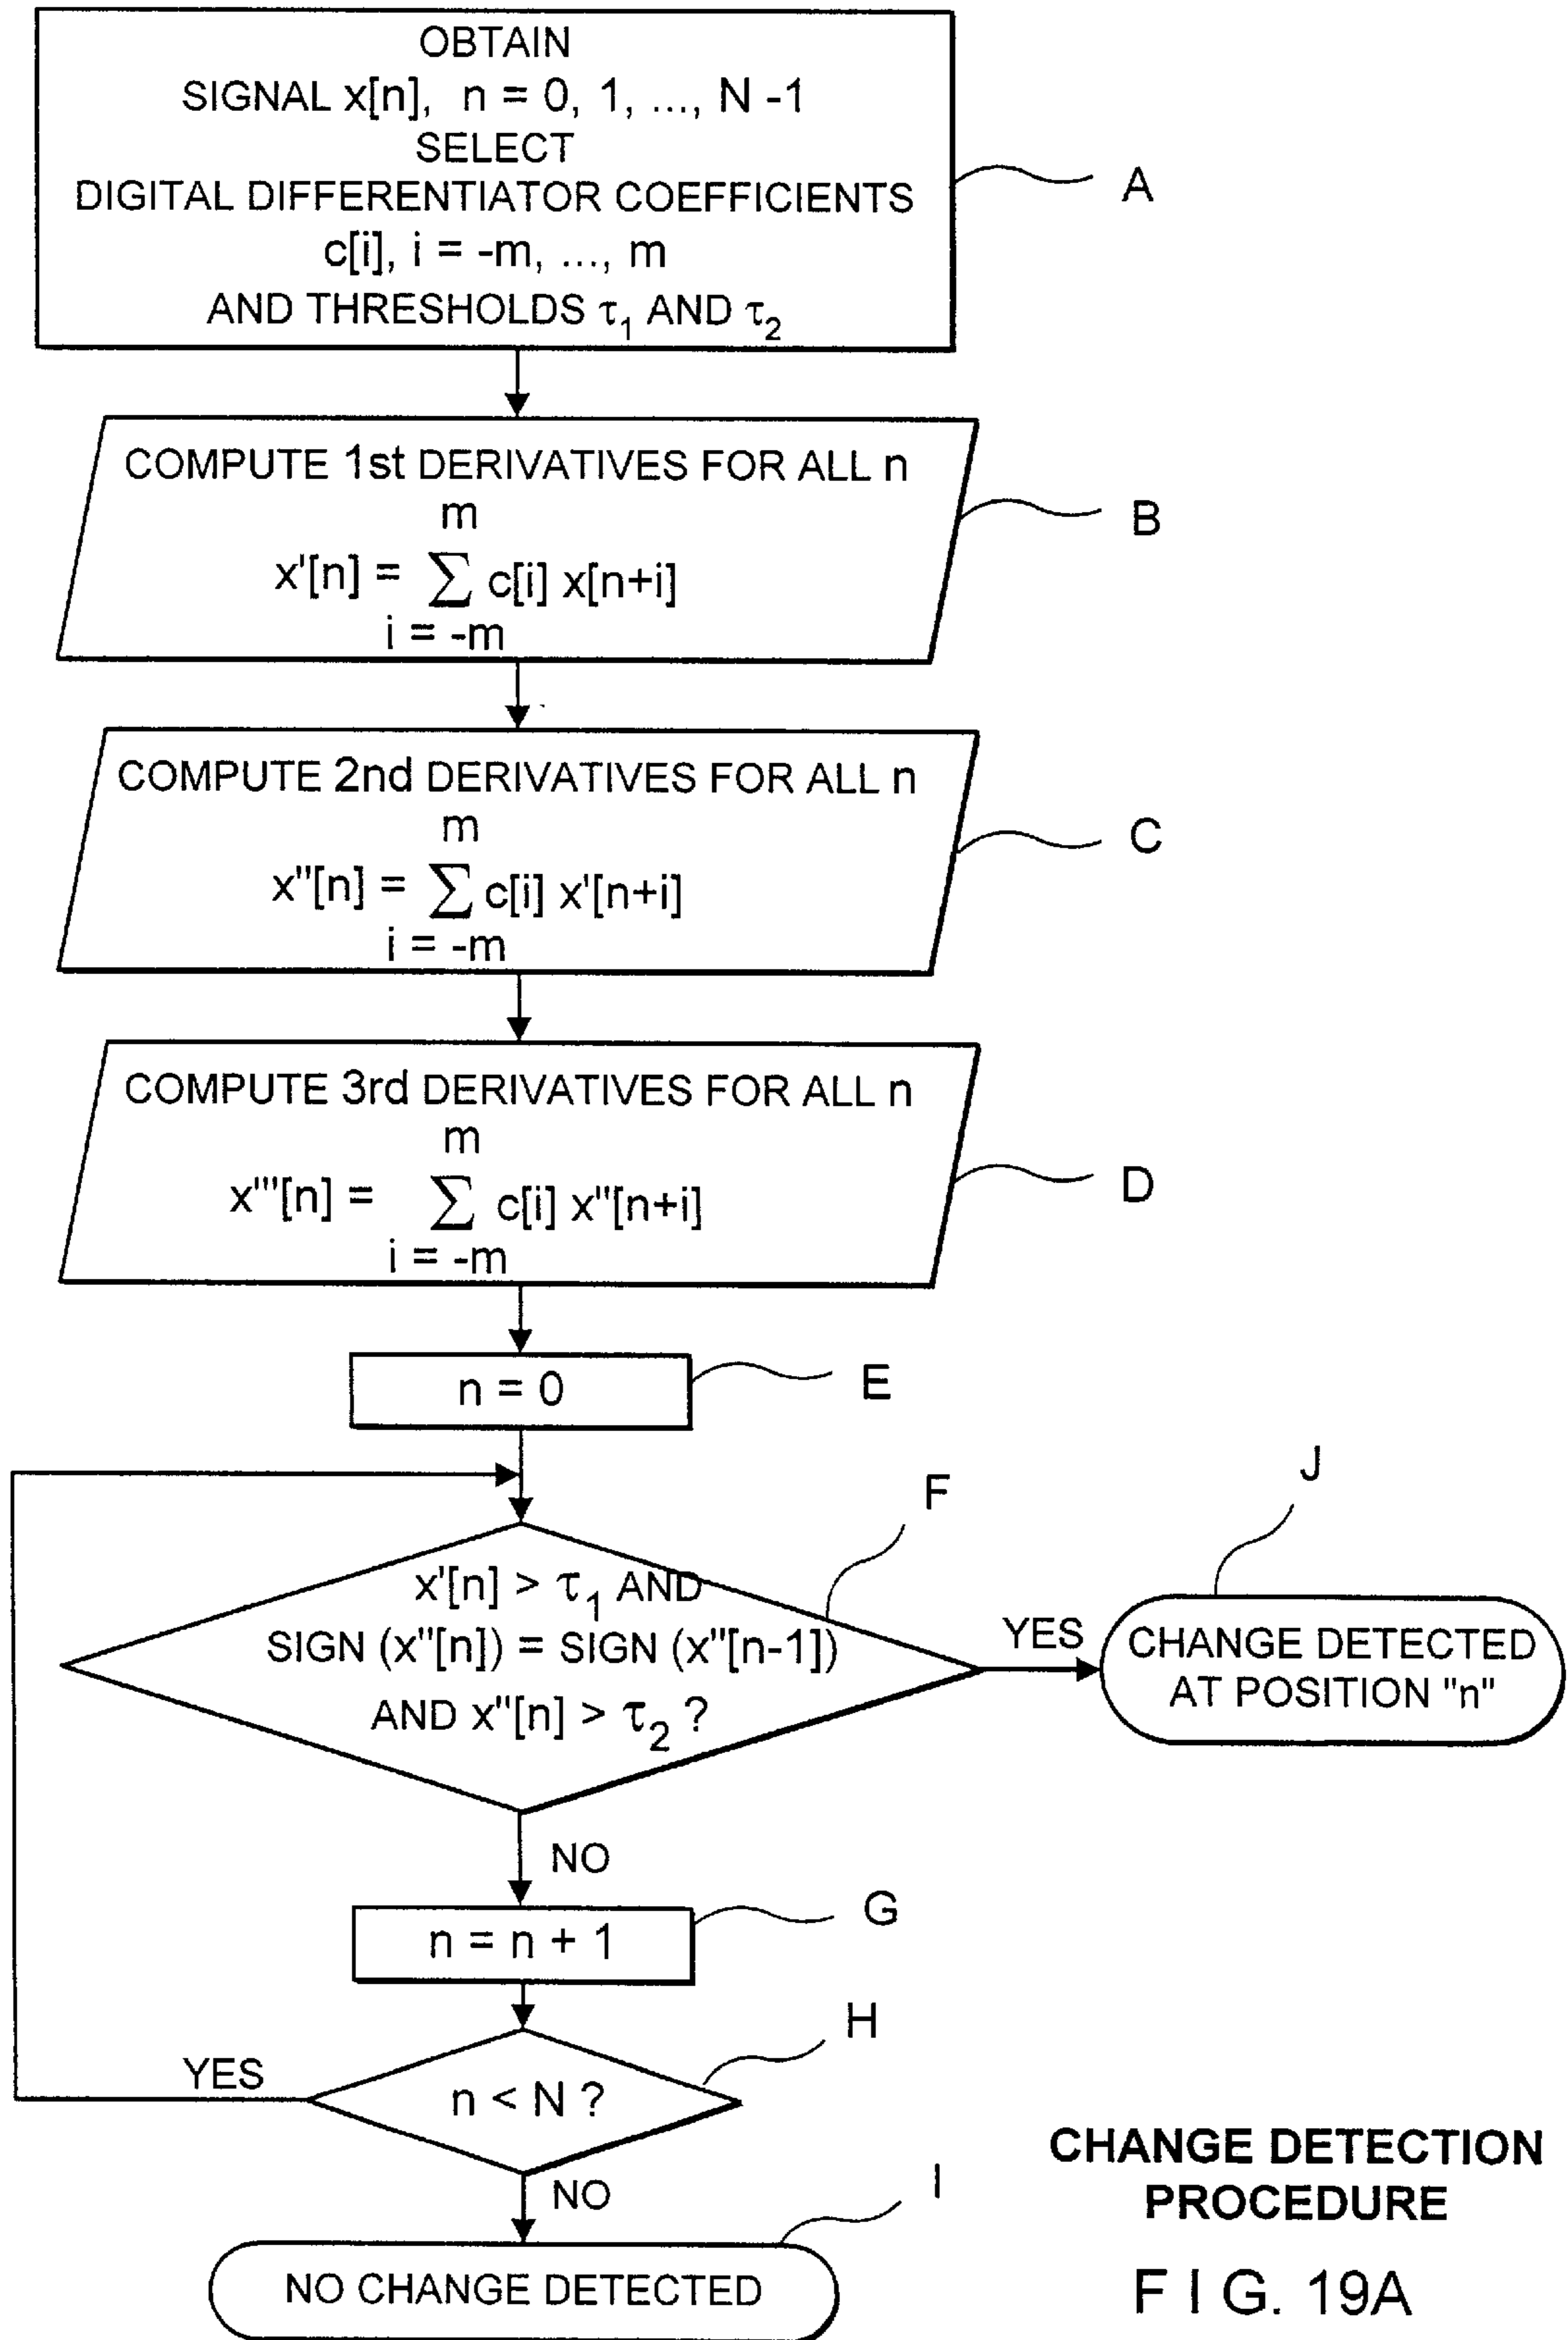 OBTAIN
SIGNAL x[n], n = 0, 1, ..., N -1
SELECT
DIGITAL DIFFERENTIATOR COEFFICIENTS
c[i], i = -m, ..., m
AND THRESHOLDS τ₁ AND τ₂
A
COMPUTE 1st DERIVATIVES FOR ALL n
m
x'[n] = ∑ c[i] x[n+i]
i = -m
B
COMPUTE 2nd DERIVATIVES FOR ALL n
m
x''[n] = ∑ c[i] x'[n+i]
i = -m
C
COMPUTE 3rd DERIVATIVES FOR ALL n
m
x'''[n] = ∑ c[i] x''[n+i]
i = -m
D
n = 0
E
x'[n] > τ₁ AND
SIGN (x''[n]) = SIGN (x''[n-1])
AND x''[n] > τ₂ ?
F
YES
CHANGE DETECTED
AT POSITION "n"
J
NO
n = n + 1
G
n < N ?
H
YES
NO
NO CHANGE DETECTED
I
CHANGE DETECTION
PROCEDURE
F I G. 19A